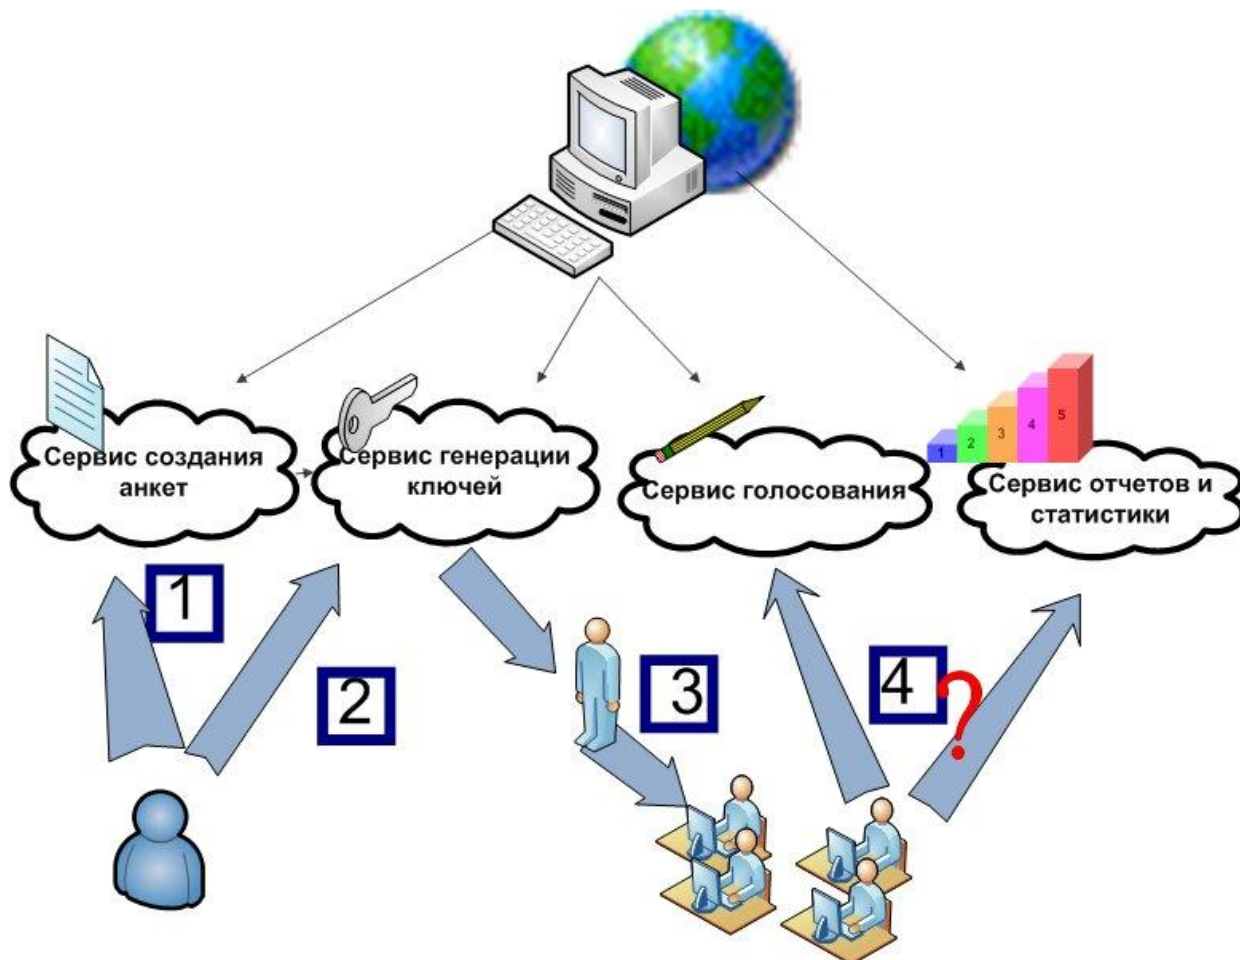 Сервис создания
анкет
Сервис генерации
ключей
Сервис голосования
1
2
3
4
5
Сервис отчетов и
статистики
1
2
3
4
?